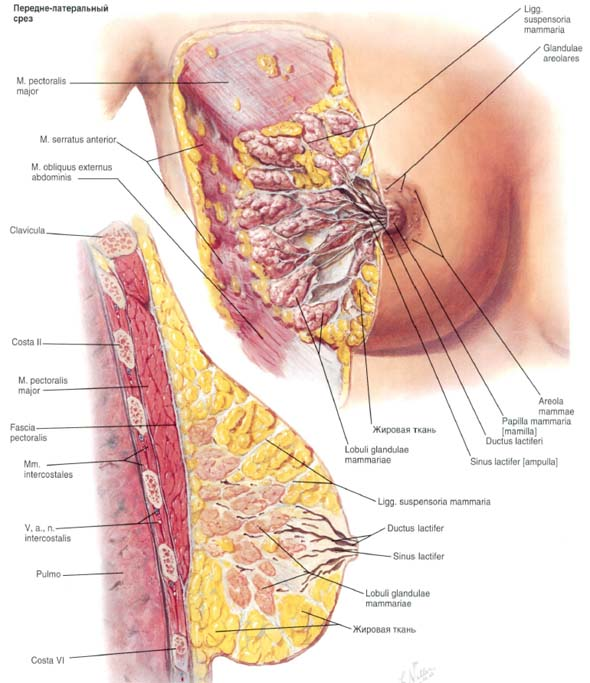 Передне-латеральный
срез
M. pectoralis
major
M. serratus anterior
M. obliquus externus
abdominis
Ligg.
suspensoria
mammaria
Glandulae
areolares
Areola
mammae
Papilla mammaria
[mamilla]
Ductus lactiferi
Sinus lactifer [ampulla]
Жировая ткань
Lobuli glandulae
mammariae
Clavicula
Costa II
M. pectoralis
major
Fascia
pectoralis
Mm.
intercostales
V., a., n.
intercostalis
Pulmo
Costa VI
Ligg. suspensoria mammaria
Ductus lactifer
Sinus lactifer
Lobuli glandulae
mammariae
Жировая ткань